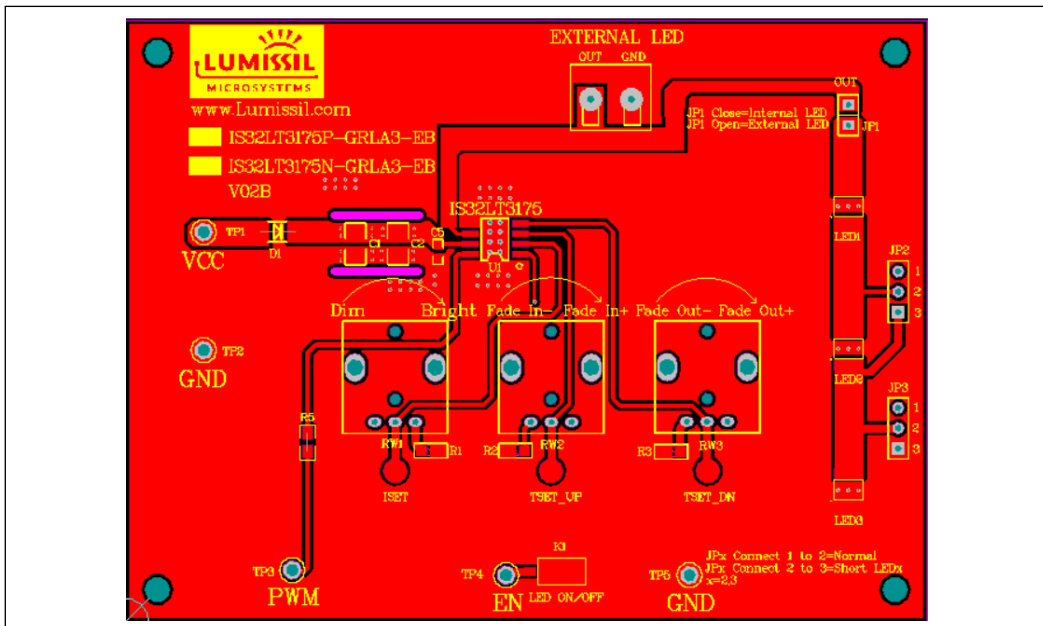 LUMISSIL
MICROSYSTEMS
www.Lumissil.com
IS32LT3175P-GRLA3-EB
IS32LT3175N-GRLA3-EB
V02B
EXTERNAL LED
OUT GND
OUT
JP1 Close=Internal LED
JP1 Open=External LED
JP1
IS32LT3175
TP1
VCC
D1
C1
C2
C5
U1
LED1
JP2
1
2
3
Dim Bright
Fade In- Fade In+
Fade Out- Fade Out+
TP2
GND
LED2
JP3
1
2
3
R5
RW1
R1
ISET
R2
RW2
TSET_UP
R3
RW3
TSET_DN
LED3
TP3
PWM
TP4
EN
K1
LED ON/OFF
TP5
GND
JPx Connect 1 to 2=Normal
JPx Connect 2 to 3=Short LEDx
x=2,3